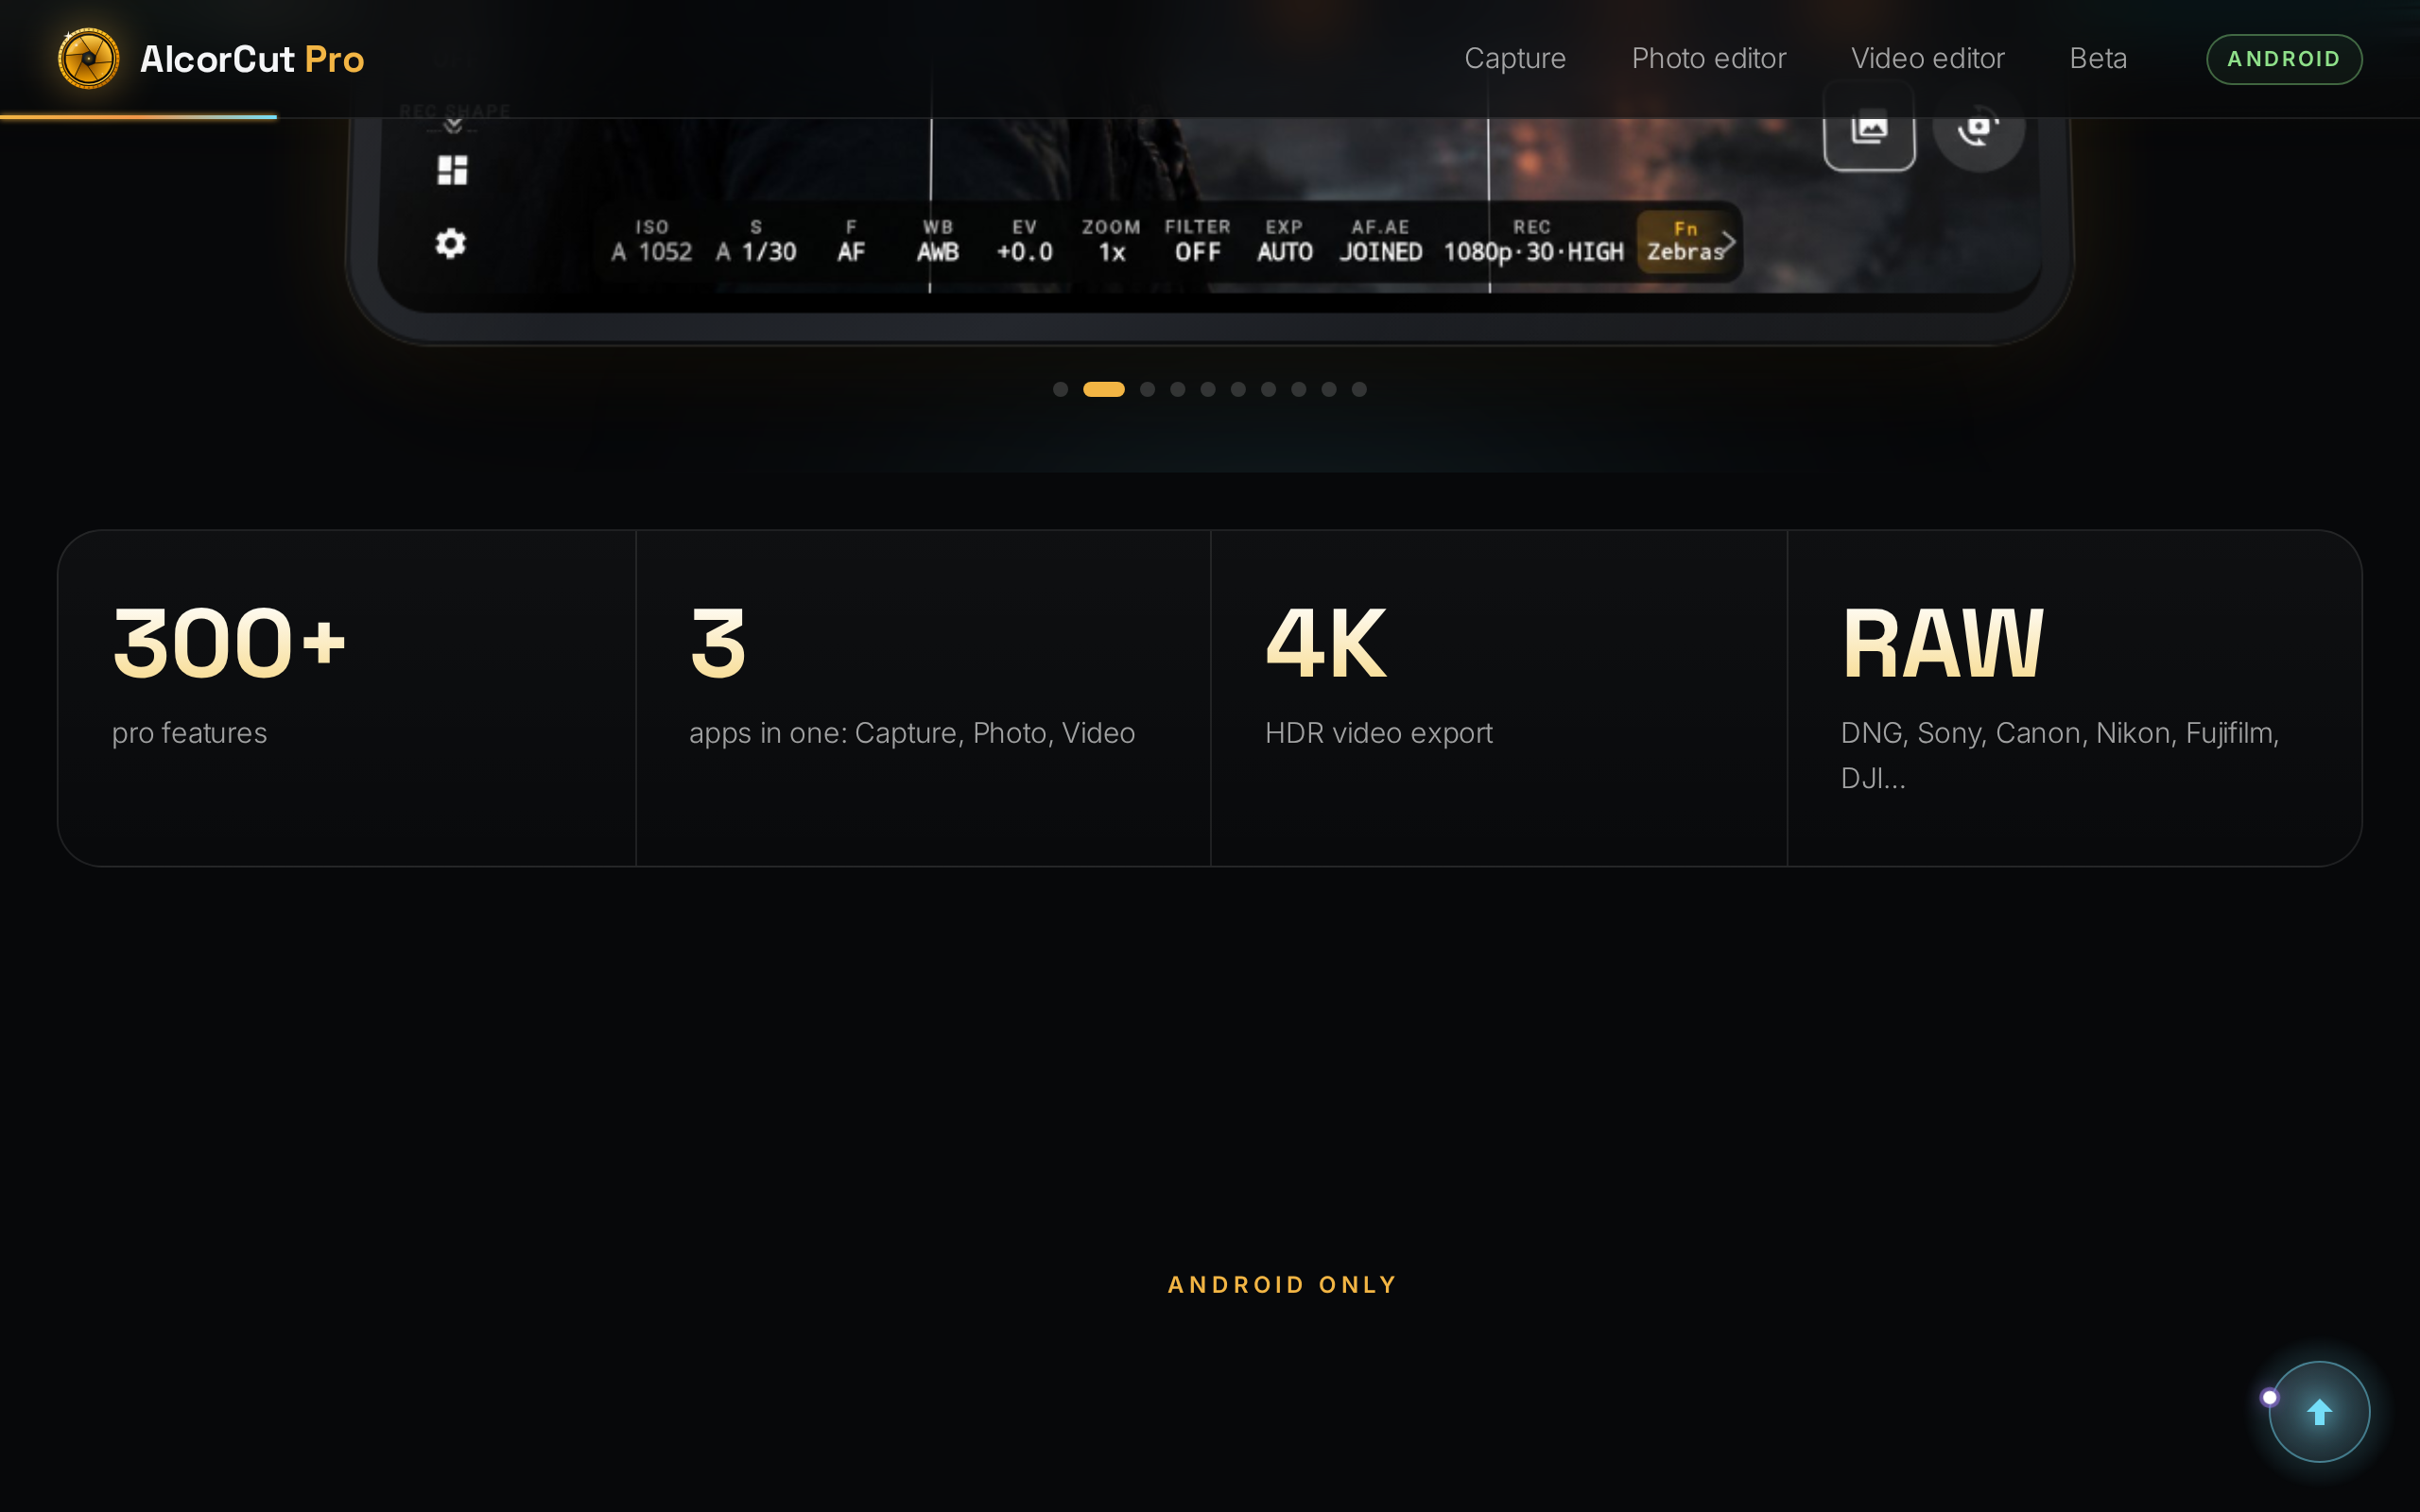 AlcorCut Pro
Capture Photo editor Video editor Beta ANDROID
REC SHAPE
ISO S F WB EV ZOOM FILTER EXP AF.AE REC Fn
A 1052 A 1/30 AF AWB +0.0 1x OFF AUTO JOINED 1080p·30·HIGH Zebras
300+
pro features
3
apps in one: Capture, Photo, Video
4K
HDR video export
RAW
DNG, Sony, Canon, Nikon, Fujifilm,
DJI...
ANDROID ONLY